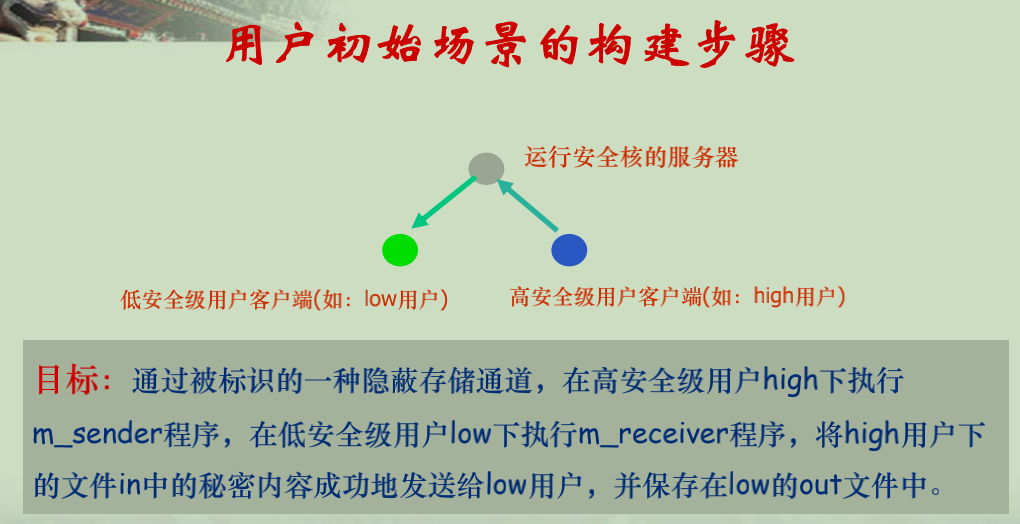 用户初始场景的构建步骤
运行安全核的服务器
低安全级用户客户端(如：low用户)
高安全级用户客户端(如：high用户)
目标：通过被标识的一种隐蔽存储通道，在高安全级用户high下执行
m_sender程序，在低安全级用户low下执行m_receiver程序，将high用户下
的文件in中的秘密内容成功地发送给low用户，并保存在low的out文件中。